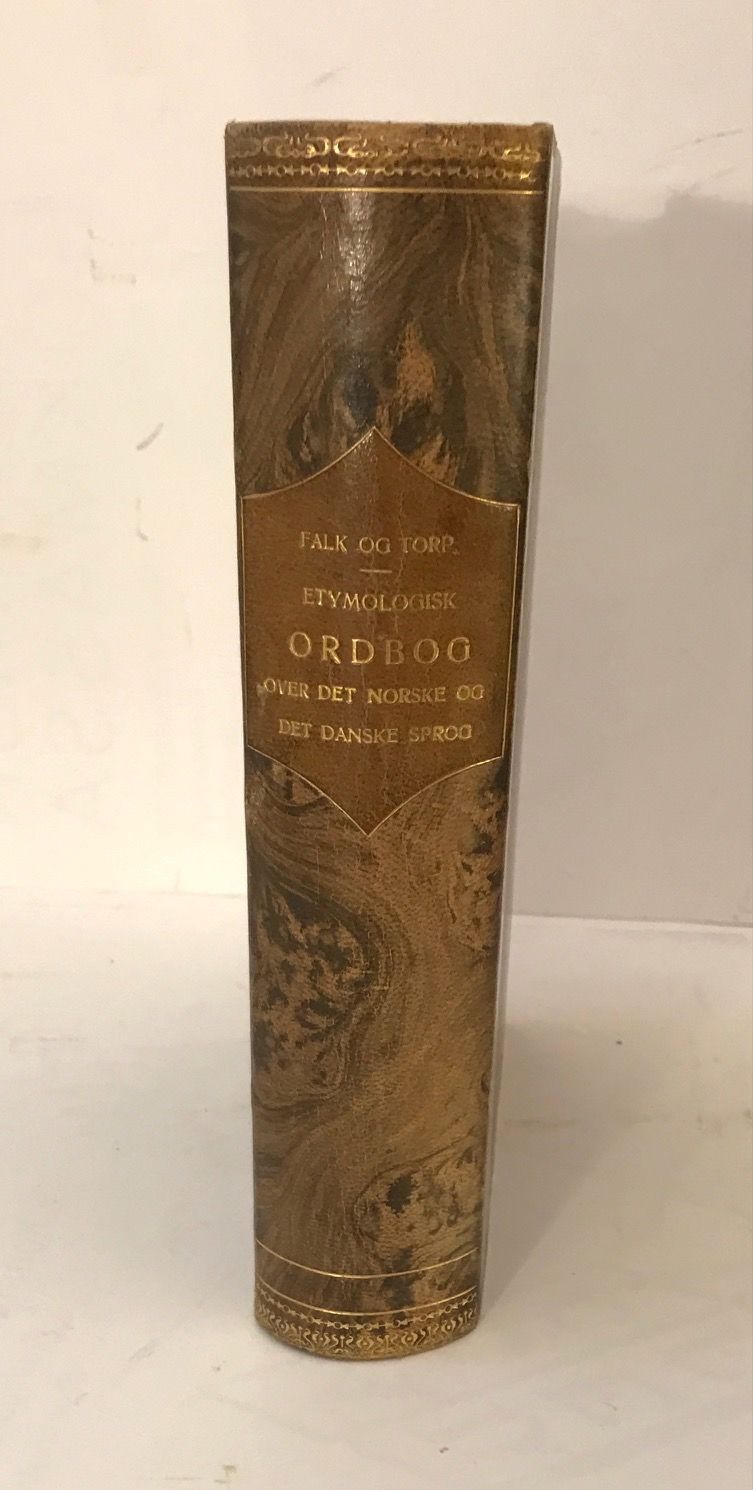 FALK OG TORP.
ETYMOLOGISK
ORDBOG
OVER DET NORSKE OG
DET DANSKE SPROG